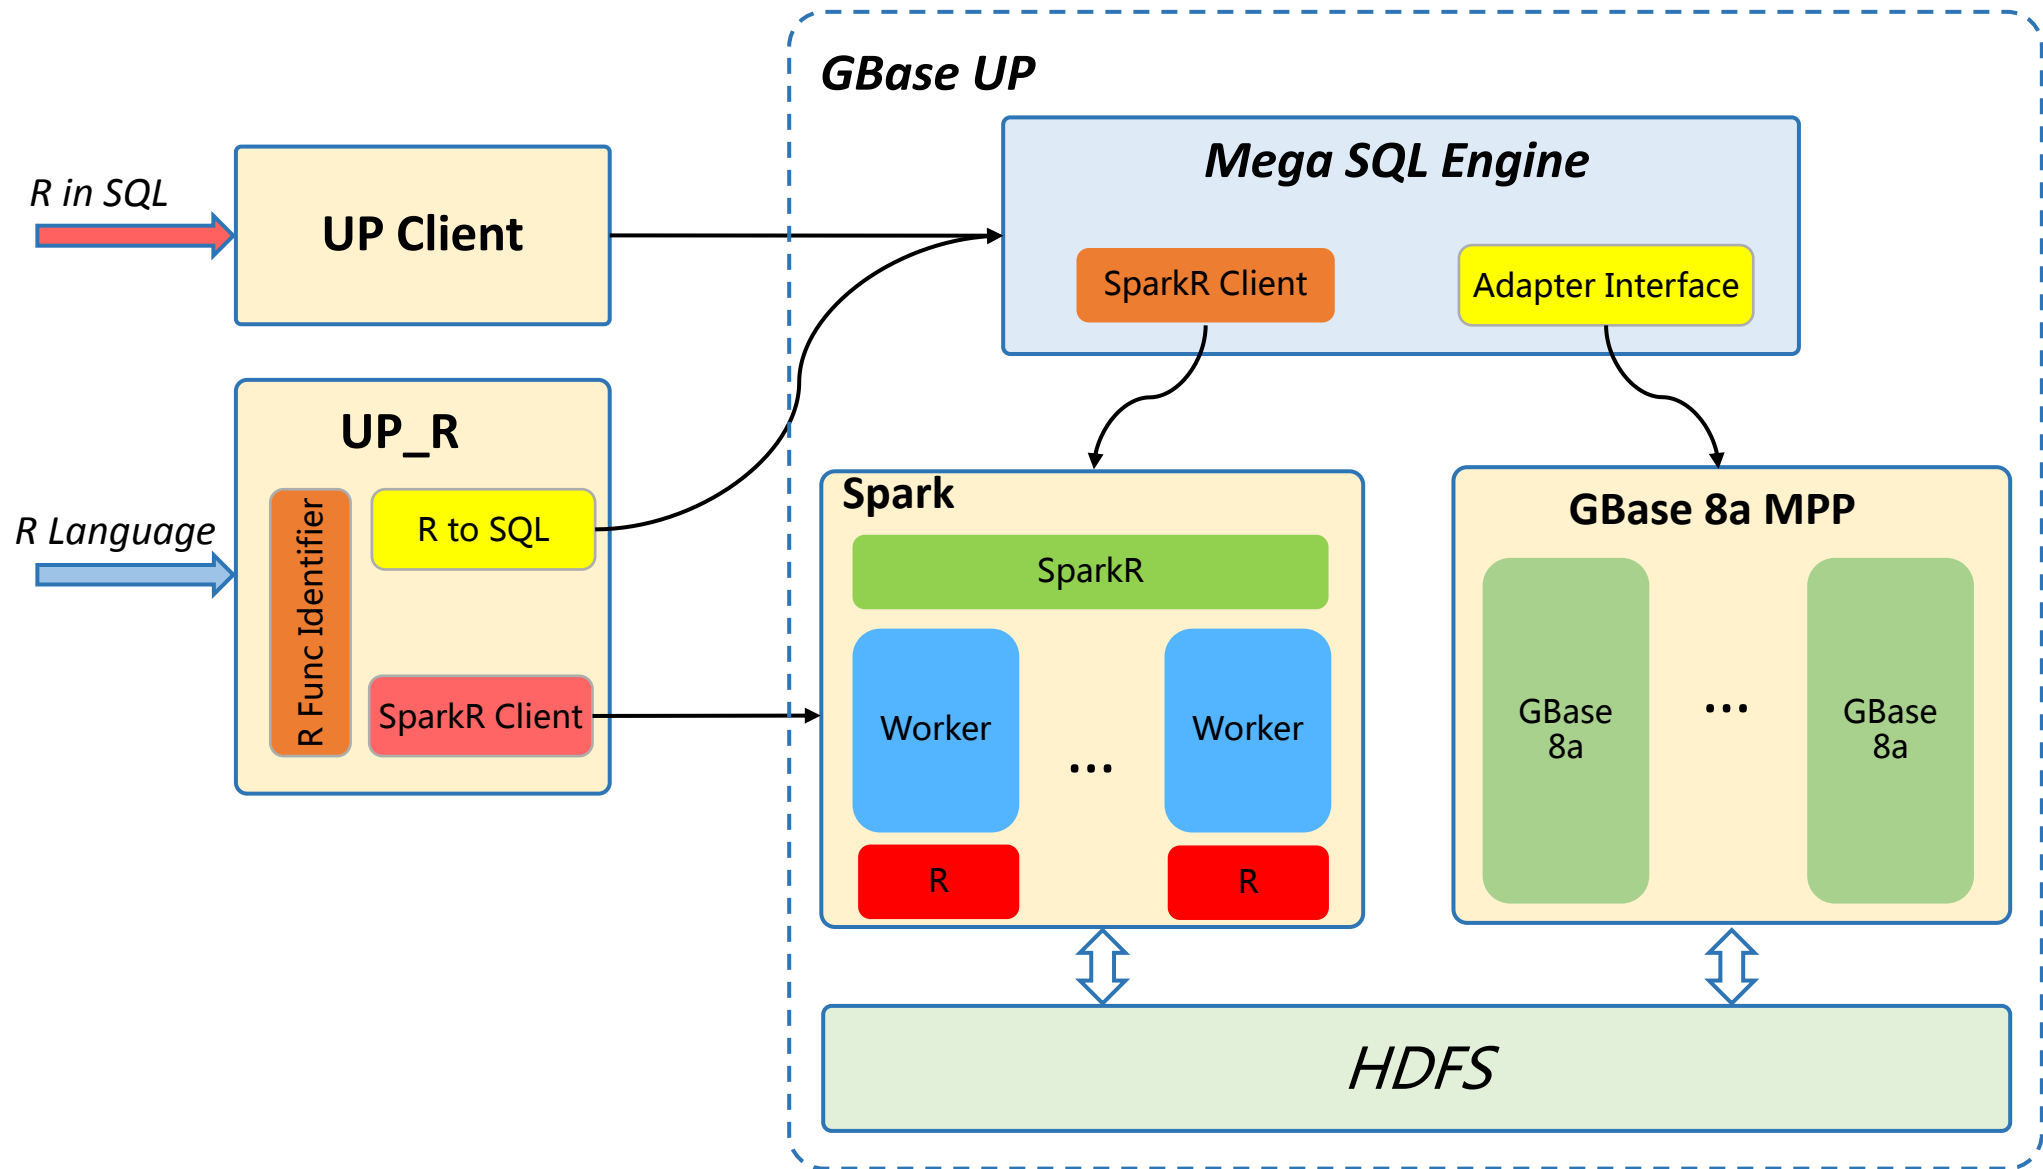 GBase UP
Mega SQL Engine
SparkR Client
Adapter Interface
R in SQL
UP Client
R Language
UP_R
R Func Identifier
R to SQL
SparkR Client
Spark
SparkR
Worker
...
Worker
R
R
GBase 8a MPP
GBase
8a
...
GBase
8a
HDFS